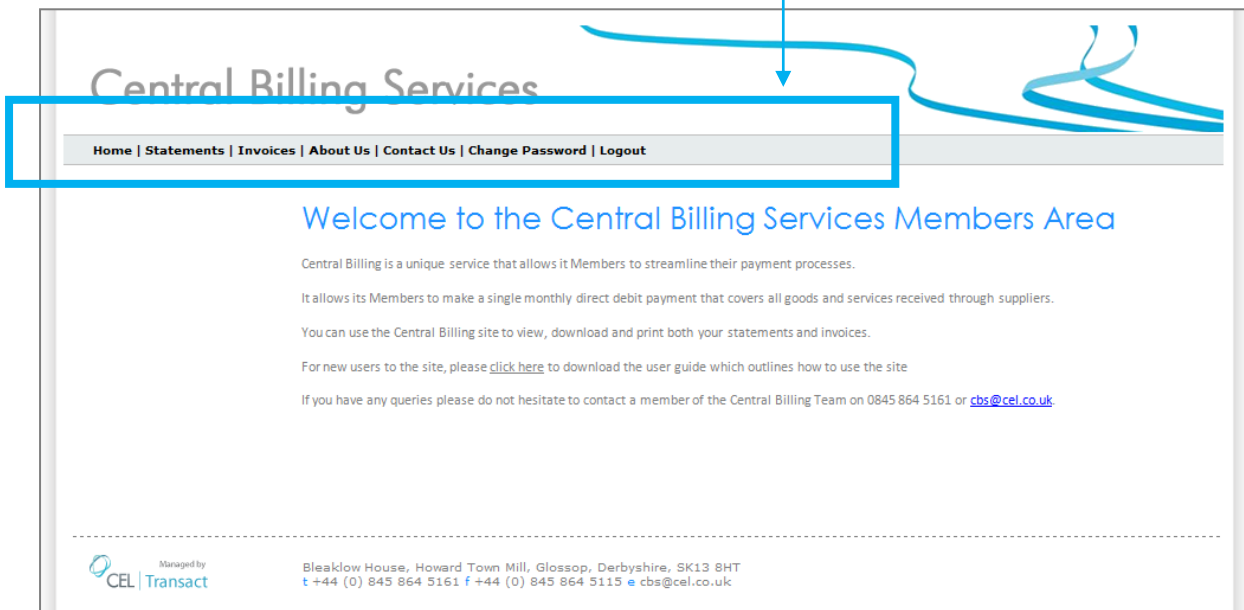 Central Billing Services
Home | Statements | Invoices | About Us | Contact Us | Change Password | Logout
Welcome to the Central Billing Services Members Area
Central Billing is a unique service that allows it Members to streamline their payment processes.
It allows its Members to make a single monthly direct debit payment that covers all goods and services received through suppliers.
You can use the Central Billing site to view, download and print both your statements and invoices.
For new users to the site, please click here to download the user guide which outlines how to use the site
If you have any queries please do not hesitate to contact a member of the Central Billing Team on 0845 864 5161 or cbs@cel.co.uk.
Managed by
CEL | Transact
Bleaklow House, Howard Town Mill, Glossop, Derbyshire, SK13 8HT
t +44 (0) 845 864 5161 f +44 (0) 845 864 5115 e cbs@cel.co.uk